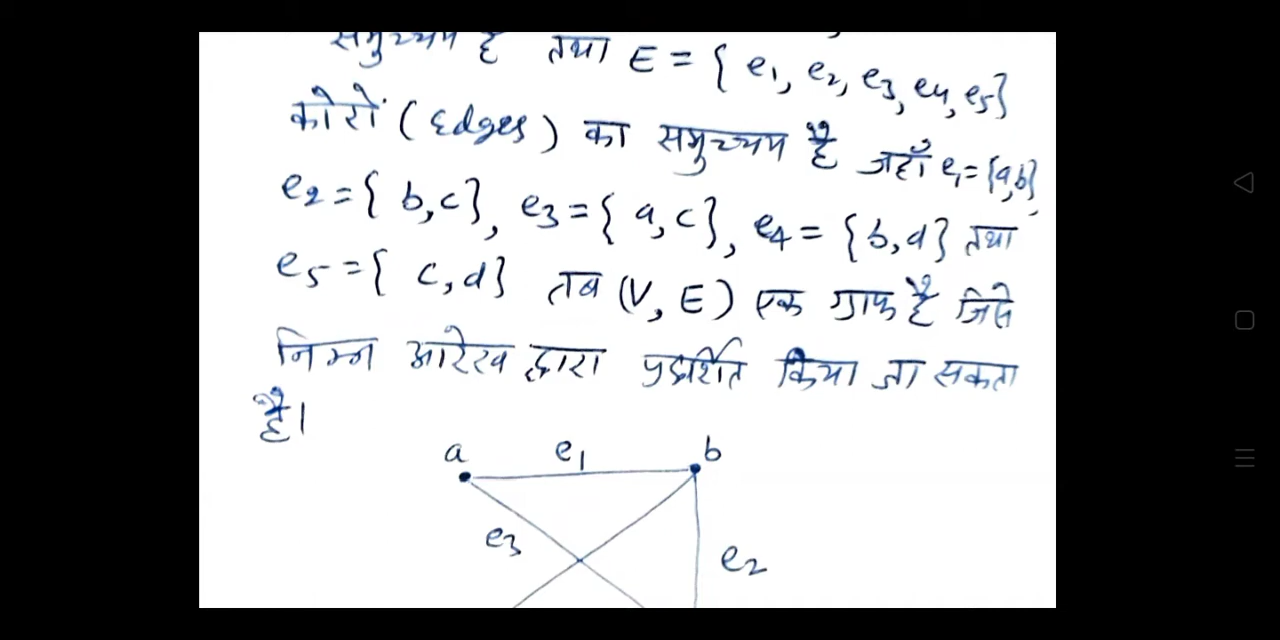 समुच्चय है तथा E = { e1, e2, e3, e4, e5}
कोरों (Edges) का समुच्चय है जहाँ e1 = {a,b},
e2 = { b,c}, e3 = { a,c}, e4 = {b,d} तथा
e5 = { c,d} तब (V, E) एक ग्राफ है जिसे
निम्न आरेख द्वारा प्रदर्शित किया जा सकता
है।
a e1 b
e3 e2